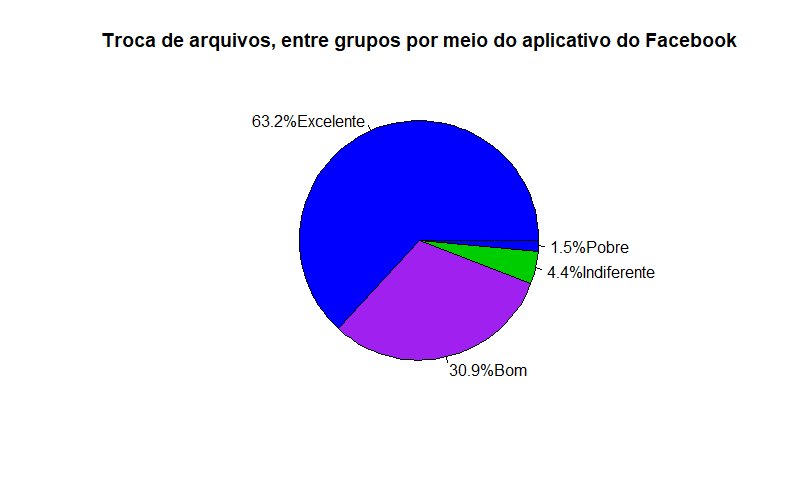 Troca de arquivos, entre grupos por meio do aplicativo do Facebook
63.2%Excelente
1.5%Pobre
4.4%Indiferente
30.9%Bom